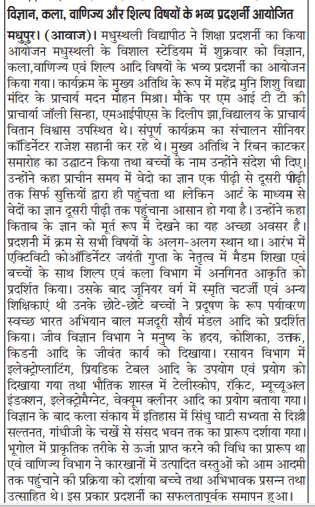 विज्ञान, कला, वाणिज्य और शिल्प विषयों के भव्य प्रदशर्नी आयोजित
मधुपुर। (आवाज)। मधुस्थली विद्यापीठ ने शिक्षा प्रदशर्नी का किया
आयोजन मधुस्थली के विशाल स्टेडियम में शुक्रवार को विज्ञान,
कला,वाणिज्य एवं शिल्प आदि विषयों के भव्य प्रदशर्नी का आयोजन
किया गया। कार्यक्रम के मुख्य अतिथि के रूप में महेंद्र मुनि शिशु विद्या
मंदिर के प्राचार्य मदन मोहन मिश्रा। मौके पर एम आई टी टी की
प्राचार्या जॉली सिन्हा, एमआईपीएस के दिलीप झा,विद्यालय के प्राचार्य
वितान विश्वास उपस्थित थे। संपूर्ण कार्यक्रम का संचालन सीनियर
कॉडिनेटर राजेश सहानी कर रहे थे। मुख्य अतिथि ने रिबन काटकर
समारोह का उद्घाटन किया तथा बच्चों के नाम उन्होंने संदेश भी दिए।
उन्होंने कहा प्राचीन समय में वेदो का ज्ञान एक पीढ़ी से दूसरी पीढ़ी
तक सिर्फ सुक्तियों द्वारा ही पहुंचता था ।लेकिन आर्ट के माध्यम से
वेदों का ज्ञान दूसरी पीढ़ी तक पहुंचाना आसान हो गया है। उन्होंने कहा
किताब के ज्ञान को मूर्त रूप में देखने का यह अच्छा अवसर है।
प्रदशनी में क्रम से सभी विषयों के अलग-अलग स्थान था। आरंभ में
एक्टिविटी कोऑर्डिनेटर जयंती गुप्ता के नेतृत्व में मैडम शिखा एवं
बच्चों के साथ शिल्प एवं कला विभाग में अनगिनत आकृति को
प्रदर्शित किया। उसके बाद जूनियर वर्ग में स्मृति चटर्जी एवं अन्य
शिक्षिकाएं थी उनके छोटे-छोटे बच्चों ने प्रदूषण के रूप पर्यावरण
स्वच्छ भारत अभियान बाल मजदूरी सौर्य मंडल आदि को प्रदर्शित
किया। जीव विज्ञान विभाग ने मनुष्य के हृदय, कोशिका, उत्तक,
किडनी आदि के जीवंत कार्य को दिखाया। रसायन विभाग में
इलेक्ट्रोप्लाटिंग, प्रियडिक टेबल आदि के उपयोग एवं प्रयोग को
दिखाया गया तथा भौतिक शास्त्र में टेलीस्कोप, रॉकेट, म्यूच्यूअल
इंडक्शन, इलेक्ट्रोमैग्नेट, वेक्यूम क्लीनर आदि का प्रयोग बताया गया।
विज्ञान के बाद कला संकाय में इतिहास में सिंधु घाटी सभ्यता से दिल्ली
सल्तनत, गांधीजी के चर्खे से संसद भवन तक का प्रारूप दर्शाया गया।
भूगोल में प्राकृतिक तरीके से ऊर्जा प्राप्त करने की विधि का प्रारूप था
एवं वाणिज्य विभाग ने कारखानों में उत्पादित वस्तुओं को आम आदमी
तक पहुंचाने की प्रक्रिया को दर्शाया बच्चे तथा अभिभावक प्रसन्न तथा
उत्साहित थे। इस प्रकार प्रदशर्नी का सफलतापूर्वक समापन हुआ।